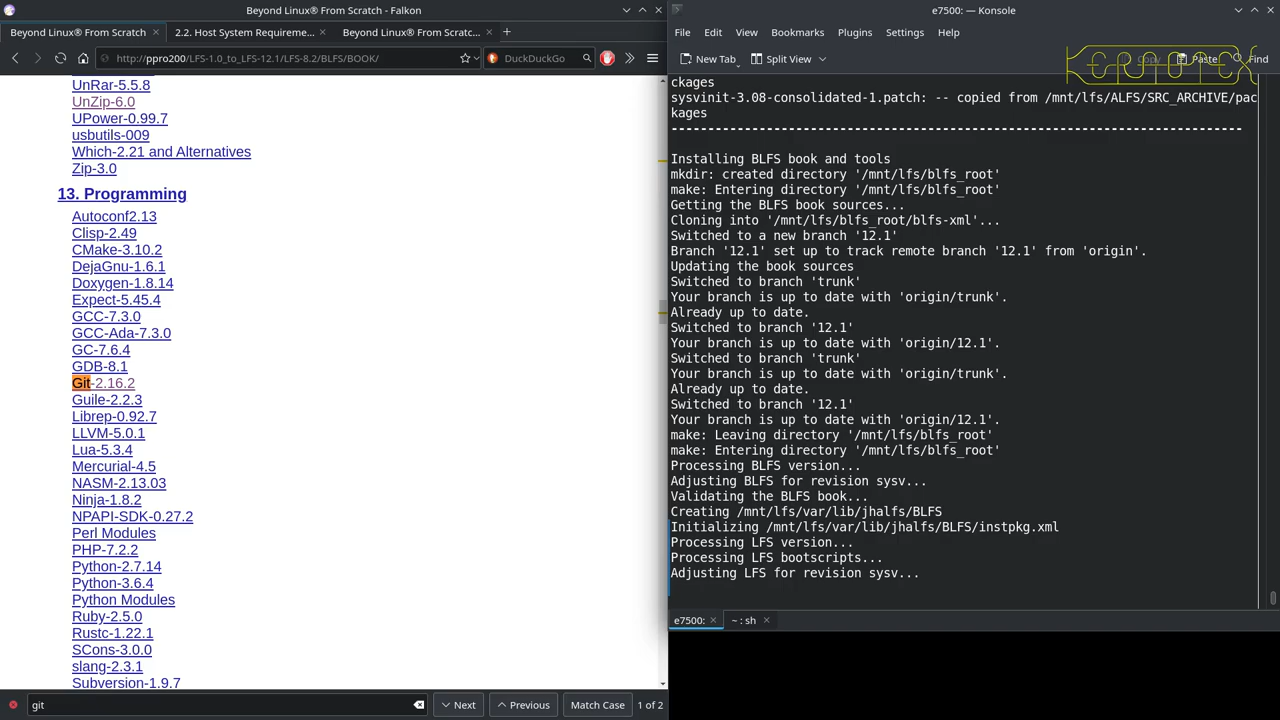 Beyond Linux® From Scratch - Falkon
Beyond Linux® From Scratch
2.2. Host System Requireme...
Beyond Linux® From Scratc...
http://ppro200/LFS-1.0_to_LFS-12.1/LFS-8.2/BLFS/BOOK/
DuckDuckGo
UnRar-5.5.8
UnZip-6.0
UPower-0.99.7
usbutils-009
Which-2.21 and Alternatives
Zip-3.0
13. Programming
Autoconf2.13
Clisp-2.49
CMake-3.10.2
DejaGnu-1.6.1
Doxygen-1.8.14
Expect-5.45.4
GCC-7.3.0
GCC-Ada-7.3.0
GC-7.6.4
GDB-8.1
Git-2.16.2
Guile-2.2.3
Librep-0.92.7
LLVM-5.0.1
Lua-5.3.4
Mercurial-4.5
NASM-2.13.03
Ninja-1.8.2
NPAPI-SDK-0.27.2
Perl Modules
PHP-7.2.2
Python-2.7.14
Python-3.6.4
Python Modules
Ruby-2.5.0
Rustc-1.22.1
SCons-3.0.0
slang-2.3.1
Subversion-1.9.7
git
Next
Previous
Match Case
1 of 2
e7500: — Konsole
File Edit View Bookmarks Plugins Settings Help
New Tab
Split View
Copy
Paste
Find
ckages
sysvinit-3.08-consolidated-1.patch: -- copied from /mnt/lfs/ALFS/SRC_ARCHIVE/pac
kages
--------------------------------------------------------------------------
Installing BLFS book and tools
mkdir: created directory '/mnt/lfs/blfs_root'
make: Entering directory '/mnt/lfs/blfs_root'
Getting the BLFS book sources...
Cloning into '/mnt/lfs/blfs_root/blfs-xml'...
Switched to a new branch '12.1'
Branch '12.1' set up to track remote branch '12.1' from 'origin'.
Updating the book sources
Switched to branch 'trunk'
Your branch is up to date with 'origin/trunk'.
Already up to date.
Switched to branch '12.1'
Your branch is up to date with 'origin/12.1'.
Switched to branch 'trunk'
Your branch is up to date with 'origin/trunk'.
Already up to date.
Switched to branch '12.1'
Your branch is up to date with 'origin/12.1'.
make: Leaving directory '/mnt/lfs/blfs_root'
make: Entering directory '/mnt/lfs/blfs_root'
Processing BLFS version...
Adjusting BLFS for revision sysv...
Validating the BLFS book...
Creating /mnt/lfs/var/lib/jhalfs/BLFS
Initializing /mnt/lfs/var/lib/jhalfs/BLFS/instpkg.xml
Processing LFS version...
Processing LFS bootscripts...
Adjusting LFS for revision sysv...
e7500:
~ : sh